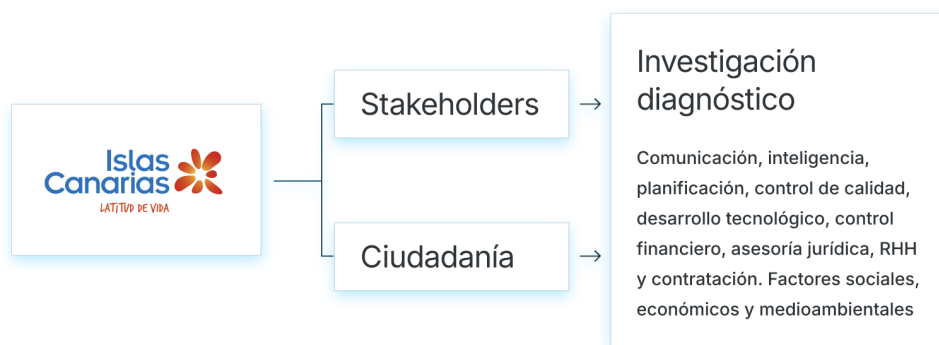 Islas
Canarias
LATITUD DE VIDA
Stakeholders
Ciudadanía
Investigación
diagnóstico
Comunicación, inteligencia,
planificación, control de calidad,
desarrollo tecnológico, control
financiero, asesoría jurídica, RHH
y contratación. Factores sociales,
económicos y medioambientales